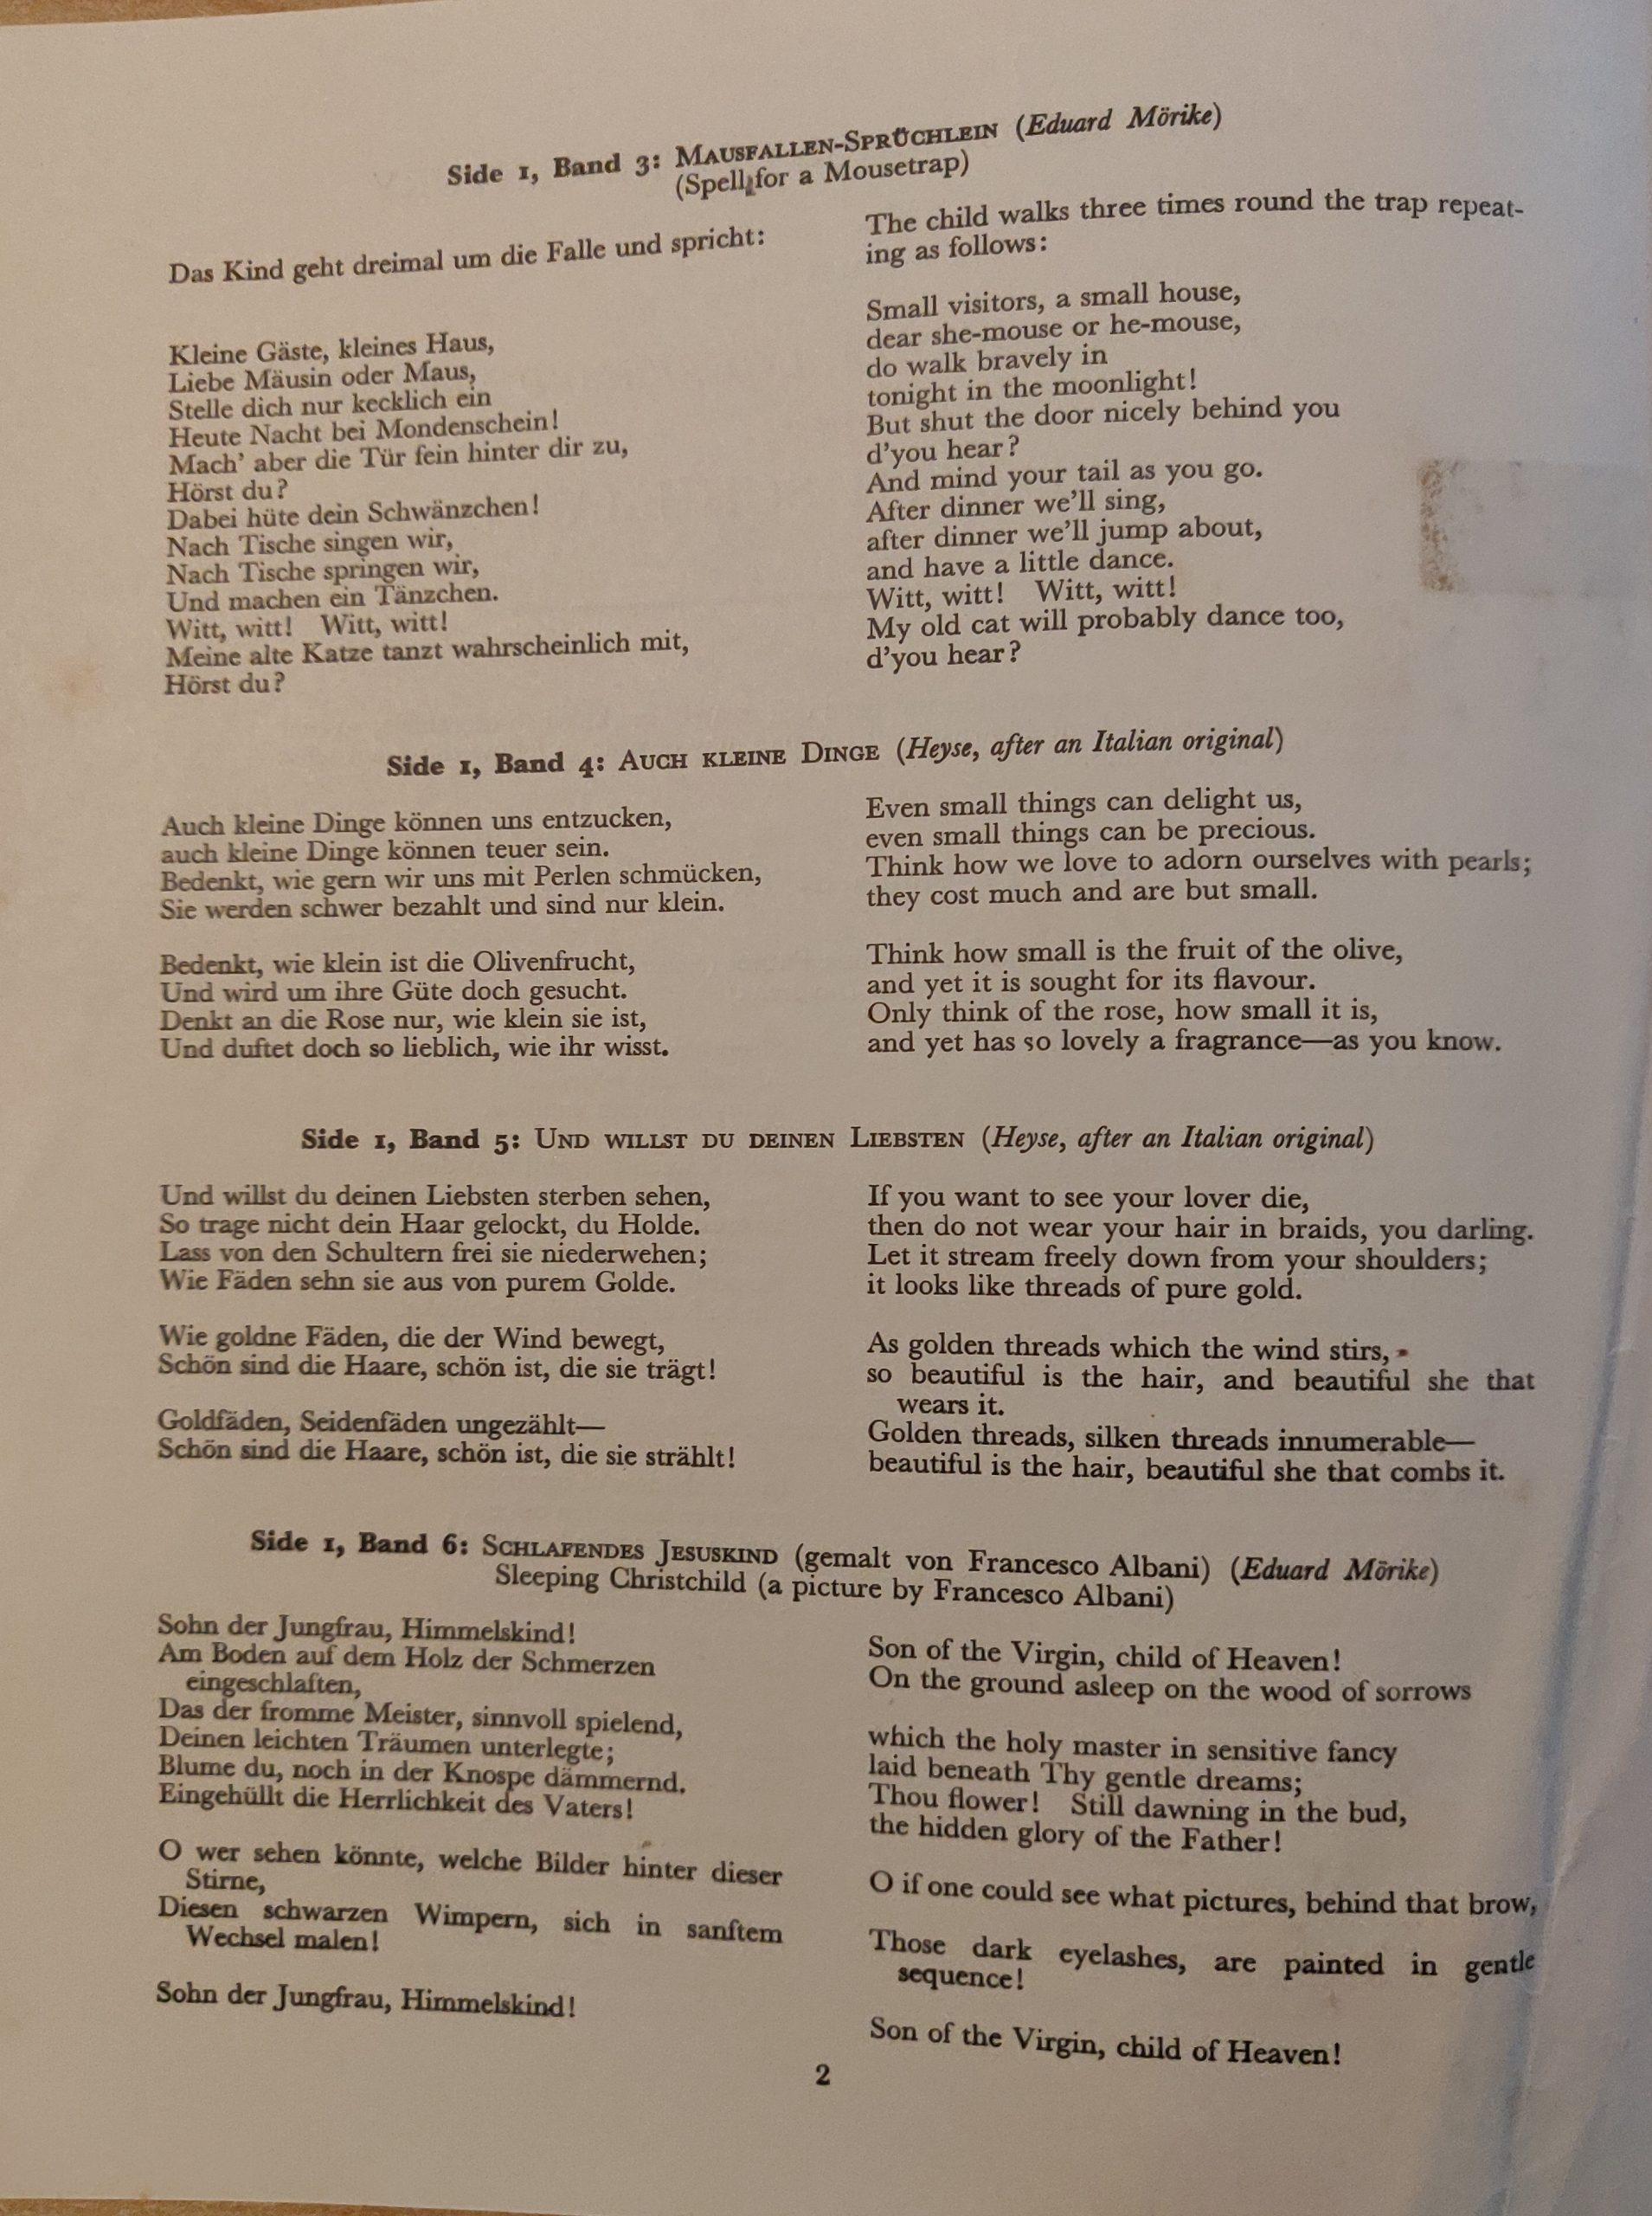 Side 1, Band 3: MAUSFALLEN-SPRÜCHLEIN (Eduard Mörike)
(Spell for a Mousetrap)
Das Kind geht dreimal um die Falle und spricht:
Kleine Gäste, kleines Haus,
Liebe Mäusin oder Maus,
Stelle dich nur kecklich ein
Heute Nacht bei Mondenschein!
Mach' aber die Tür fein hinter dir zu,
Hörst du?
Dabei hüte dein Schwänzchen!
Nach Tische singen wir,
Nach Tische springen wir,
Und machen ein Tänzchen.
Witt, witt! Witt, witt!
Meine alte Katze tanzt wahrscheinlich mit,
Hörst du?
The child walks three times round the trap repeat-
ing as follows:
Small visitors, a small house,
dear she-mouse or he-mouse,
do walk bravely in
tonight in the moonlight!
But shut the door nicely behind you
d'you hear?
And mind your tail as you go.
After dinner we'll sing,
after dinner we'll jump about,
and have a little dance.
Witt, witt! Witt, witt!
My old cat will probably dance too,
d'you hear?
Side 1, Band 4: AUCH KLEINE DINGE (Heyse, after an Italian original)
Auch kleine Dinge können uns entzucken,
auch kleine Dinge können teuer sein.
Bedenkt, wie gern wir uns mit Perlen schmücken,
Sie werden schwer bezahlt und sind nur klein.
Bedenkt, wie klein ist die Olivenfrucht,
Und wird um ihre Güte doch gesucht.
Denkt an die Rose nur, wie klein sie ist,
Und duftet doch so lieblich, wie ihr wisst.
Even small things can delight us,
even small things can be precious.
Think how we love to adorn ourselves with pearls;
they cost much and are but small.
Think how small is the fruit of the olive,
and yet it is sought for its flavour.
Only think of the rose, how small it is,
and yet has so lovely a fragrance—as you know.
Side 1, Band 5: UND WILLST DU DEINEN LIEBSTEN (Heyse, after an Italian original)
Und willst du deinen Liebsten sterben sehen,
So trage nicht dein Haar gelockt, du Holde.
Lass von den Schultern frei sie niederwehen;
Wie Fäden sehn sie aus von purem Golde.
Wie goldne Fäden, die der Wind bewegt,
Schön sind die Haare, schön ist, die sie trägt!
Goldfäden, Seidenfäden ungezählt—
Schön sind die Haare, schön ist, die sie strählt!
If you want to see your lover die,
then do not wear your hair in braids, you darling.
Let it stream freely down from your shoulders;
it looks like threads of pure gold.
As golden threads which the wind stirs,
so beautiful is the hair, and beautiful she that
wears it.
Golden threads, silken threads innumerable—
beautiful is the hair, beautiful she that combs it.
Side 1, Band 6: SCHLAFENDES JESUSKIND (gemalt von Francesco Albani) (Eduard Mörike)
Sleeping Christchild (a picture by Francesco Albani)
Sohn der Jungfrau, Himmelskind!
Am Boden auf dem Holz der Schmerzen
eingeschlaften,
Das der fromme Meister, sinnvoll spielend,
Deinen leichten Träumen unterlegte;
Blume du, noch in der Knospe dämmernd.
Eingehüllt die Herrlichkeit des Vaters!
O wer sehen könnte, welche Bilder hinter dieser
Stirne,
Diesen schwarzen Wimpern, sich in sanftem
Wechsel malen!
Sohn der Jungfrau, Himmelskind!
Son of the Virgin, child of Heaven!
On the ground asleep on the wood of sorrows
which the holy master in sensitive fancy
laid beneath Thy gentle dreams;
Thou flower! Still dawning in the bud,
the hidden glory of the Father!
O if one could see what pictures, behind that brow,
Those dark eyelashes, are painted in gentle
sequence!
Son of the Virgin, child of Heaven!
2